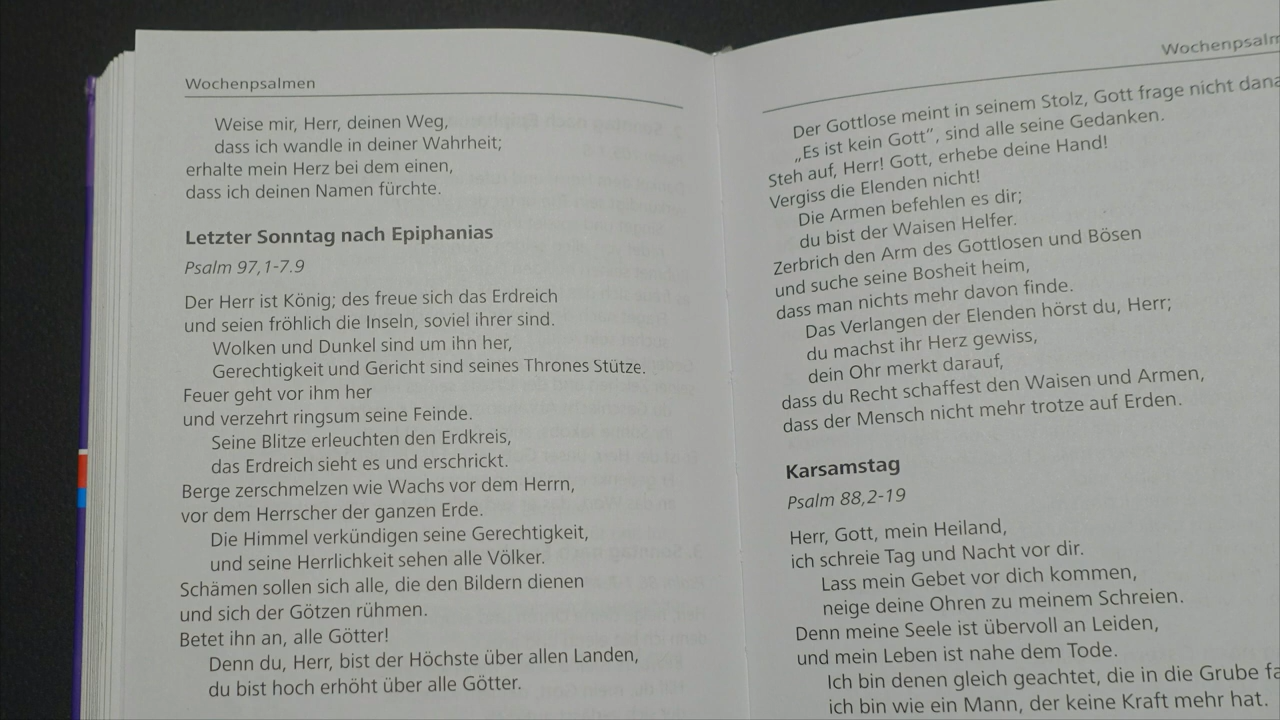 Wochenpsalmen
Weise mir, Herr, deinen Weg,
dass ich wandle in deiner Wahrheit;
erhalte mein Herz bei dem einen,
dass ich deinen Namen fürchte.
Letzter Sonntag nach Epiphanias
Psalm 97,1-7.9
Der Herr ist König; des freue sich das Erdreich
und seien fröhlich die Inseln, soviel ihrer sind.
Wolken und Dunkel sind um ihn her,
Gerechtigkeit und Gericht sind seines Thrones Stütze.
Feuer geht vor ihm her
und verzehrt ringsum seine Feinde.
Seine Blitze erleuchten den Erdkreis,
das Erdreich sieht es und erschrickt.
Berge zerschmelzen wie Wachs vor dem Herrn,
vor dem Herrscher der ganzen Erde.
Die Himmel verkündigen seine Gerechtigkeit,
und seine Herrlichkeit sehen alle Völker.
Schämen sollen sich alle, die den Bildern dienen
und sich der Götzen rühmen.
Betet ihn an, alle Götter!
Denn du, Herr, bist der Höchste über allen Landen,
du bist hoch erhöht über alle Götter.
Wochenpsalm
Der Gottlose meint in seinem Stolz, Gott frage nicht dana
„Es ist kein Gott“, sind alle seine Gedanken.
Steh auf, Herr! Gott, erhebe deine Hand!
Vergiss die Elenden nicht!
Die Armen befehlen es dir;
du bist der Waisen Helfer.
Zerbrich den Arm des Gottlosen und Bösen
und suche seine Bosheit heim,
dass man nichts mehr davon finde.
Das Verlangen der Elenden hörst du, Herr;
du machst ihr Herz gewiss,
dein Ohr merkt darauf,
dass du Recht schaffest den Waisen und Armen,
dass der Mensch nicht mehr trotze auf Erden.
Karsamstag
Psalm 88,2-19
Herr, Gott, mein Heiland,
ich schreie Tag und Nacht vor dir.
Lass mein Gebet vor dich kommen,
neige deine Ohren zu meinem Schreien.
Denn meine Seele ist übervoll an Leiden,
und mein Leben ist nahe dem Tode.
Ich bin denen gleich geachtet, die in die Grube fa
ich bin wie ein Mann, der keine Kraft mehr hat.